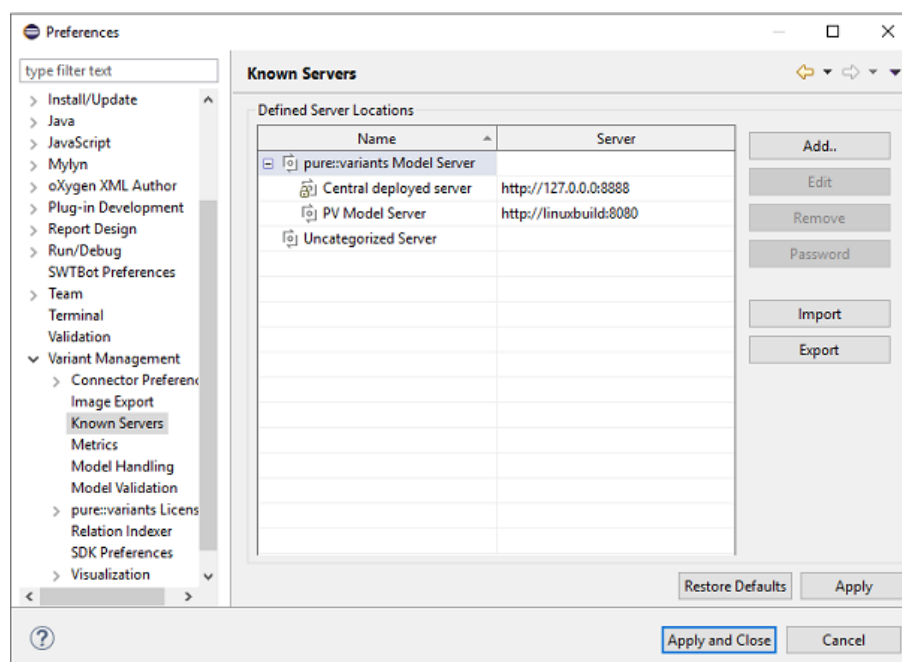 Preferences
type filter text
Install/Update
Java
JavaScript
Mylyn
oXygen XML Author
Plug-in Development
Report Design
Run/Debug
SWTBot Preferences
Team
Terminal
Validation
Variant Management
Connector Preferenc
Image Export
Known Servers
Metrics
Model Handling
Model Validation
pure::variants Licens
Relation Indexer
SDK Preferences
Visualization
Known Servers
Defined Server Locations
Name Server
pure::variants Model Server
Central deployed server http://127.0.0.0:8888
PV Model Server http://linuxbuild:8080
Uncategorized Server
Add..
Edit
Remove
Password
Import
Export
Restore Defaults Apply
? Apply and Close Cancel